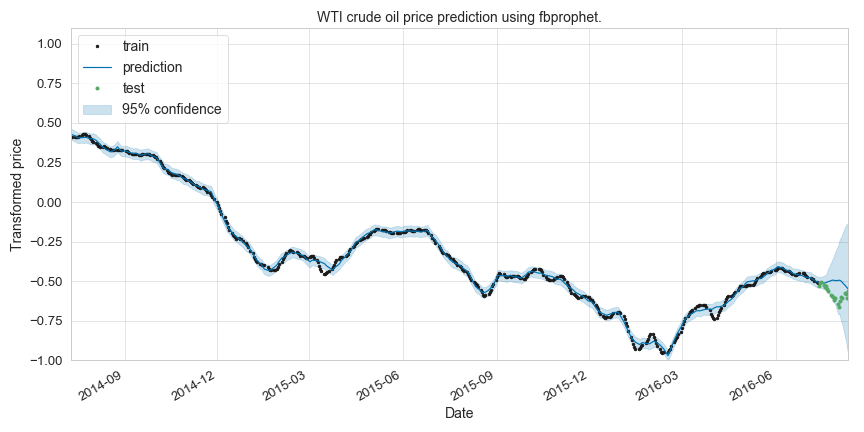 WTI crude oil price prediction using fbprophet.
train
prediction
test
95% confidence
1.00
0.75
0.50
0.25
0.00
−0.25
−0.50
−0.75
−1.00
Transformed price
2014-09
2014-12
2015-03
2015-06
2015-09
2015-12
2016-03
2016-06
Date